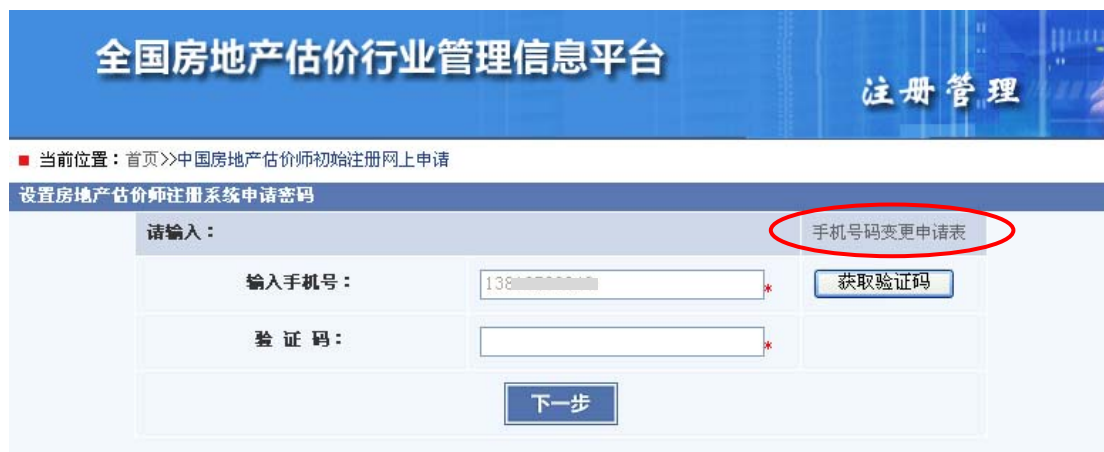 全国房地产估价行业管理信息平台
注册管理
当前位置：首页>>中国房地产估价师初始注册网上申请
设置房地产估价师注册系统申请密码
请输入： 手机号码变更申请表
输入手机号： 138 * 获取验证码
验 证 码： *
下一步